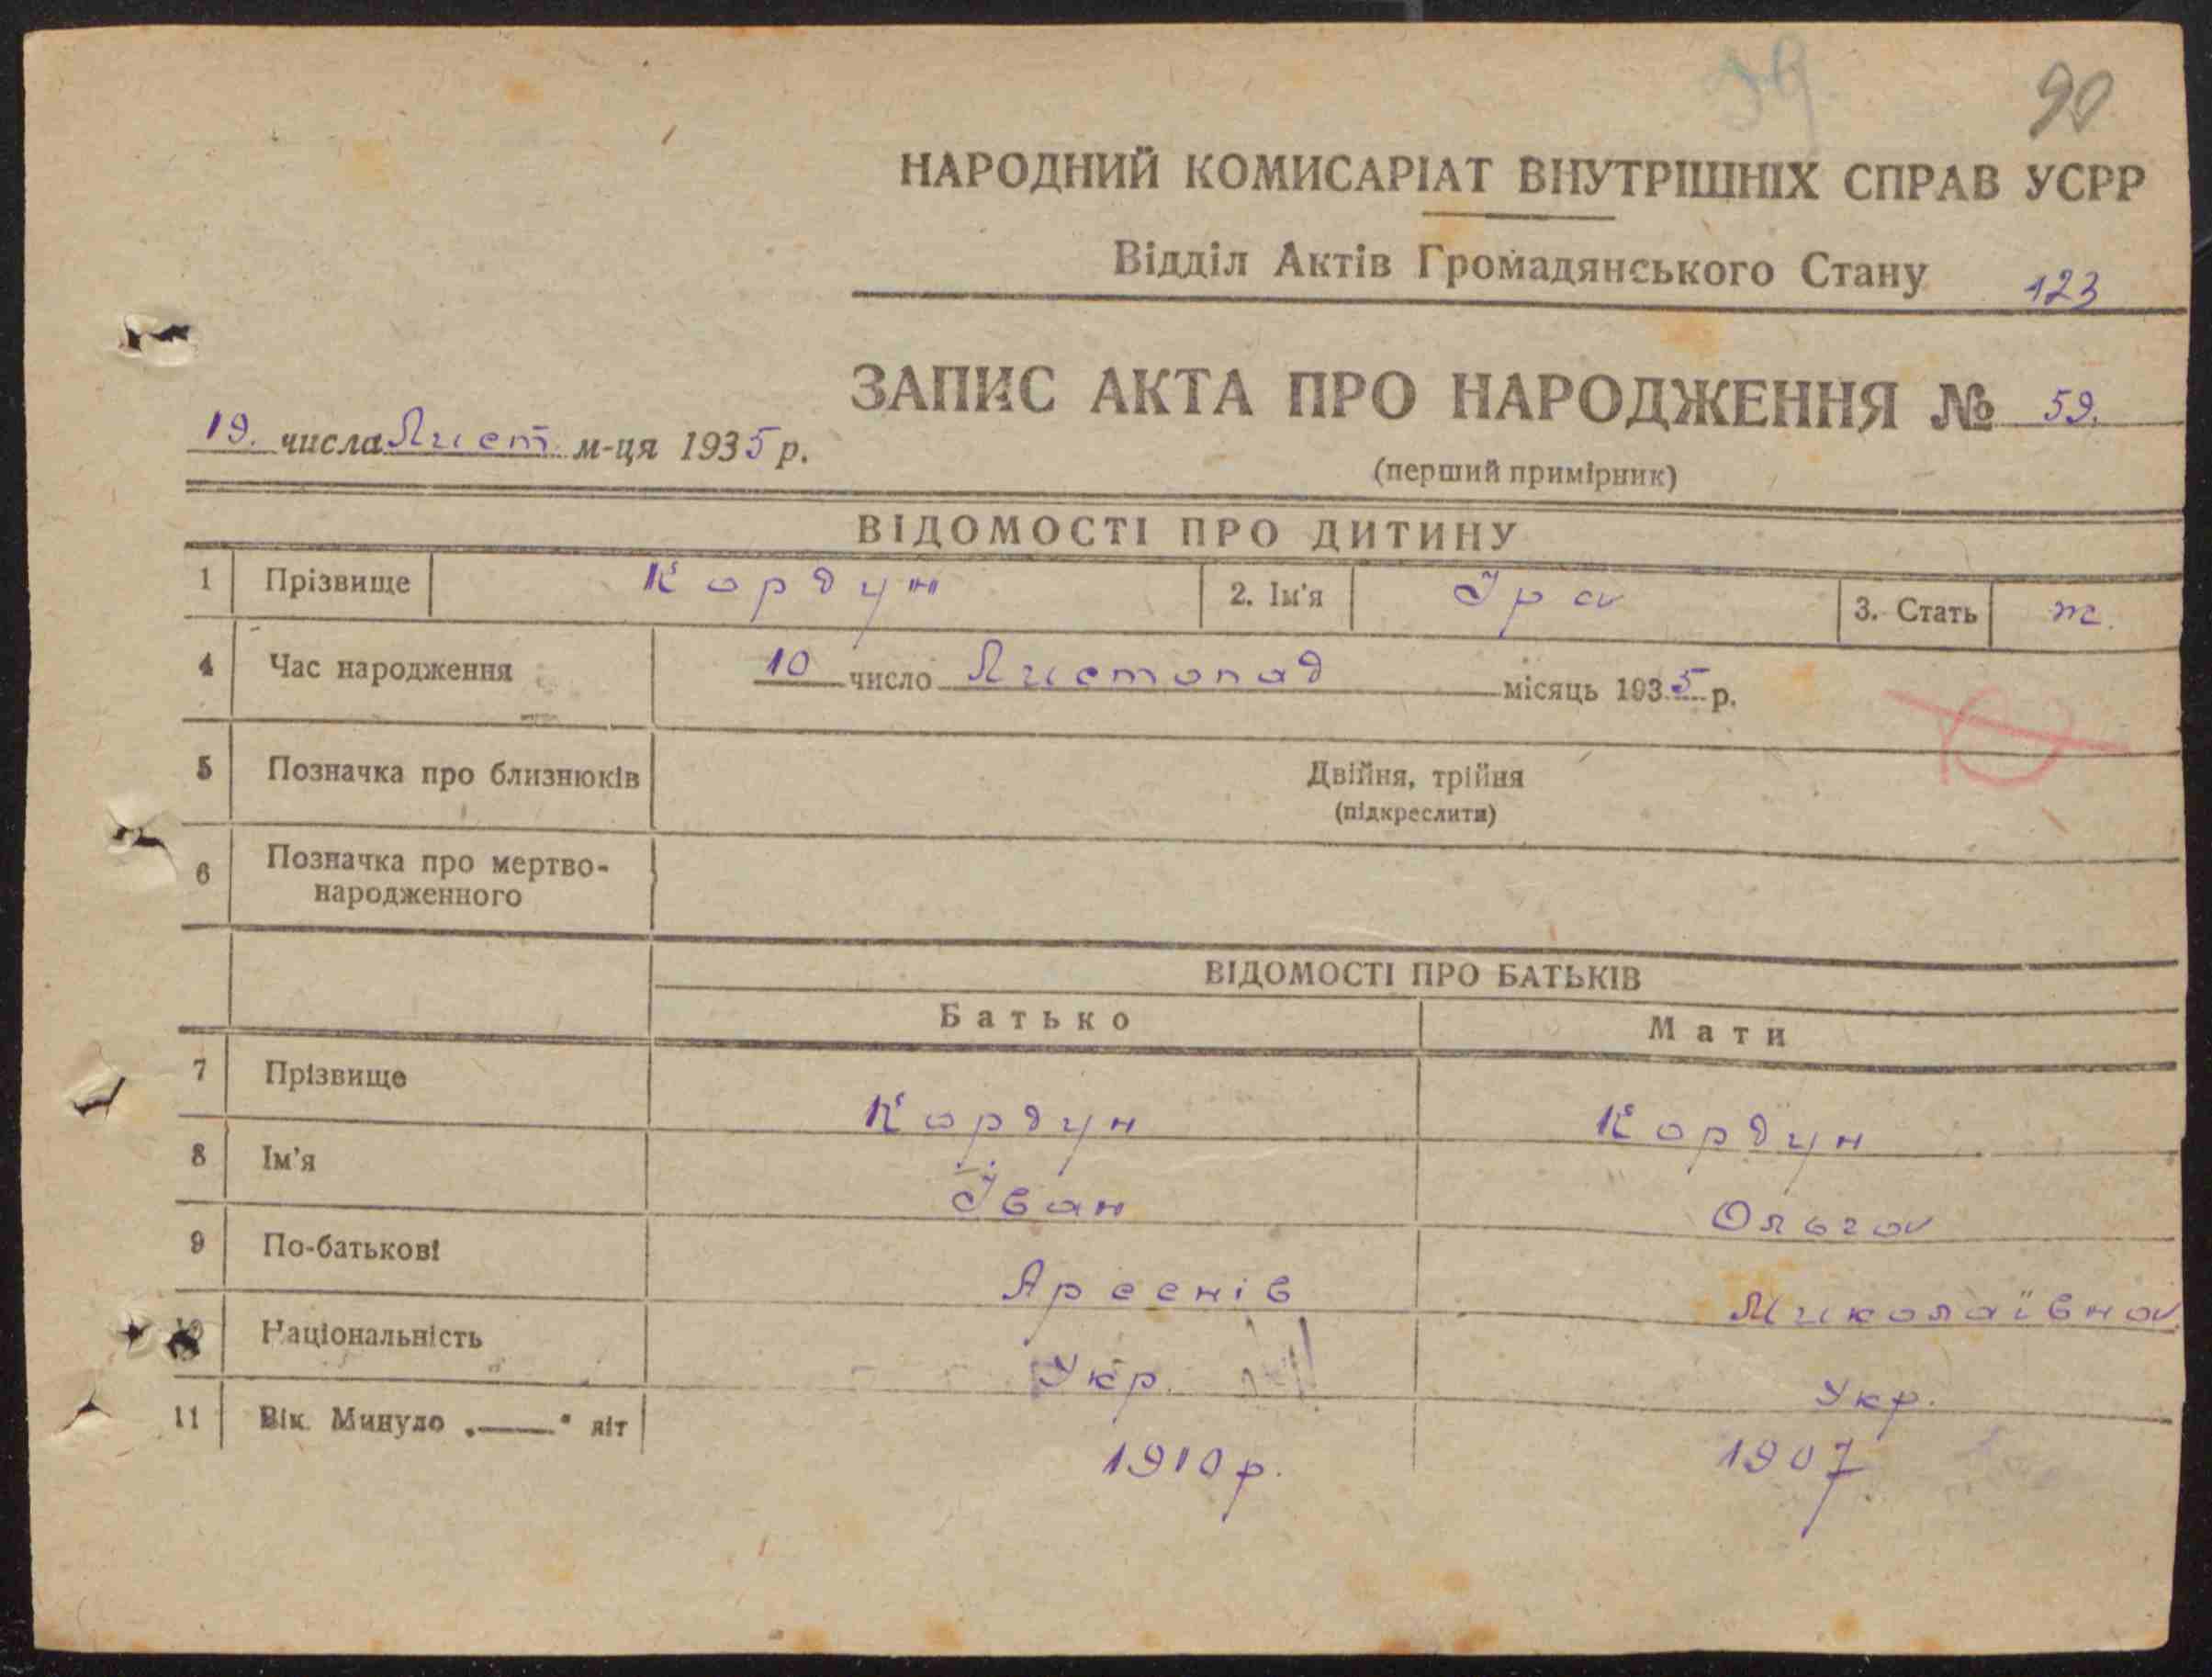 90
НАРОДНИЙ КОМИСАРІАТ ВНУТРІШНІХ СПРАВ УСРР
Відділ Актів Громадянського Стану 123
ЗАПИС АКТА ПРО НАРОДЖЕННЯ № 59.
19. числа Лист м-ця 1935 р.
(перший примірник)
ВІДОМОСТІ ПРО ДИТИНУ
1 Прізвище Кордун 2. Ім'я Іра 3. Стать ж.
4 Час народження 10 число Листопад місяць 1935 р.
5 Позначка про близнюків Двійня, трійня
(підкреслити)
6 Позначка про мертво-
народженного
ВІДОМОСТІ ПРО БАТЬКІВ
Батько Мати
7 Прізвище Кордун Кордун
8 Ім'я Іван Ольга
9 По-батькові Арсенів Миколаївна
10 Національність Укр. Укр.
11 Вік. Минуло „——" літ 1910 р. 1907